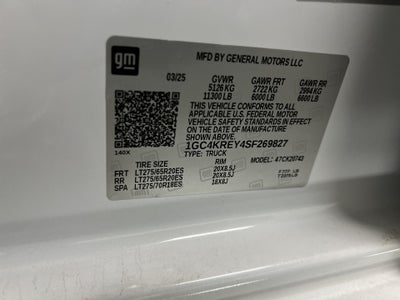 gm
MFD BY GENERAL MOTORS LLC
03/25 GVWR GAWR FRT GAWR RR
5126 KG 2722 KG 2994 KG
11300 LB 6000 LB 6600 LB
THIS VEHICLE CONFORMS TO ALL
APPLICABLE U.S. FEDERAL MOTOR
VEHICLE SAFETY STANDARDS IN
EFFECT ON THE DATE OF
MANUFACTURE SHOWN ABOVE.
1GC4KREY4SF269827
TYPE: TRUCK
140X
MODEL: 47CK20743
TIRE SIZE RIM
FRT LT275/65R20ES 20X8.5J
RR LT275/65R20ES 20X8.5J
SPA LT275/70R18ES 18X8J